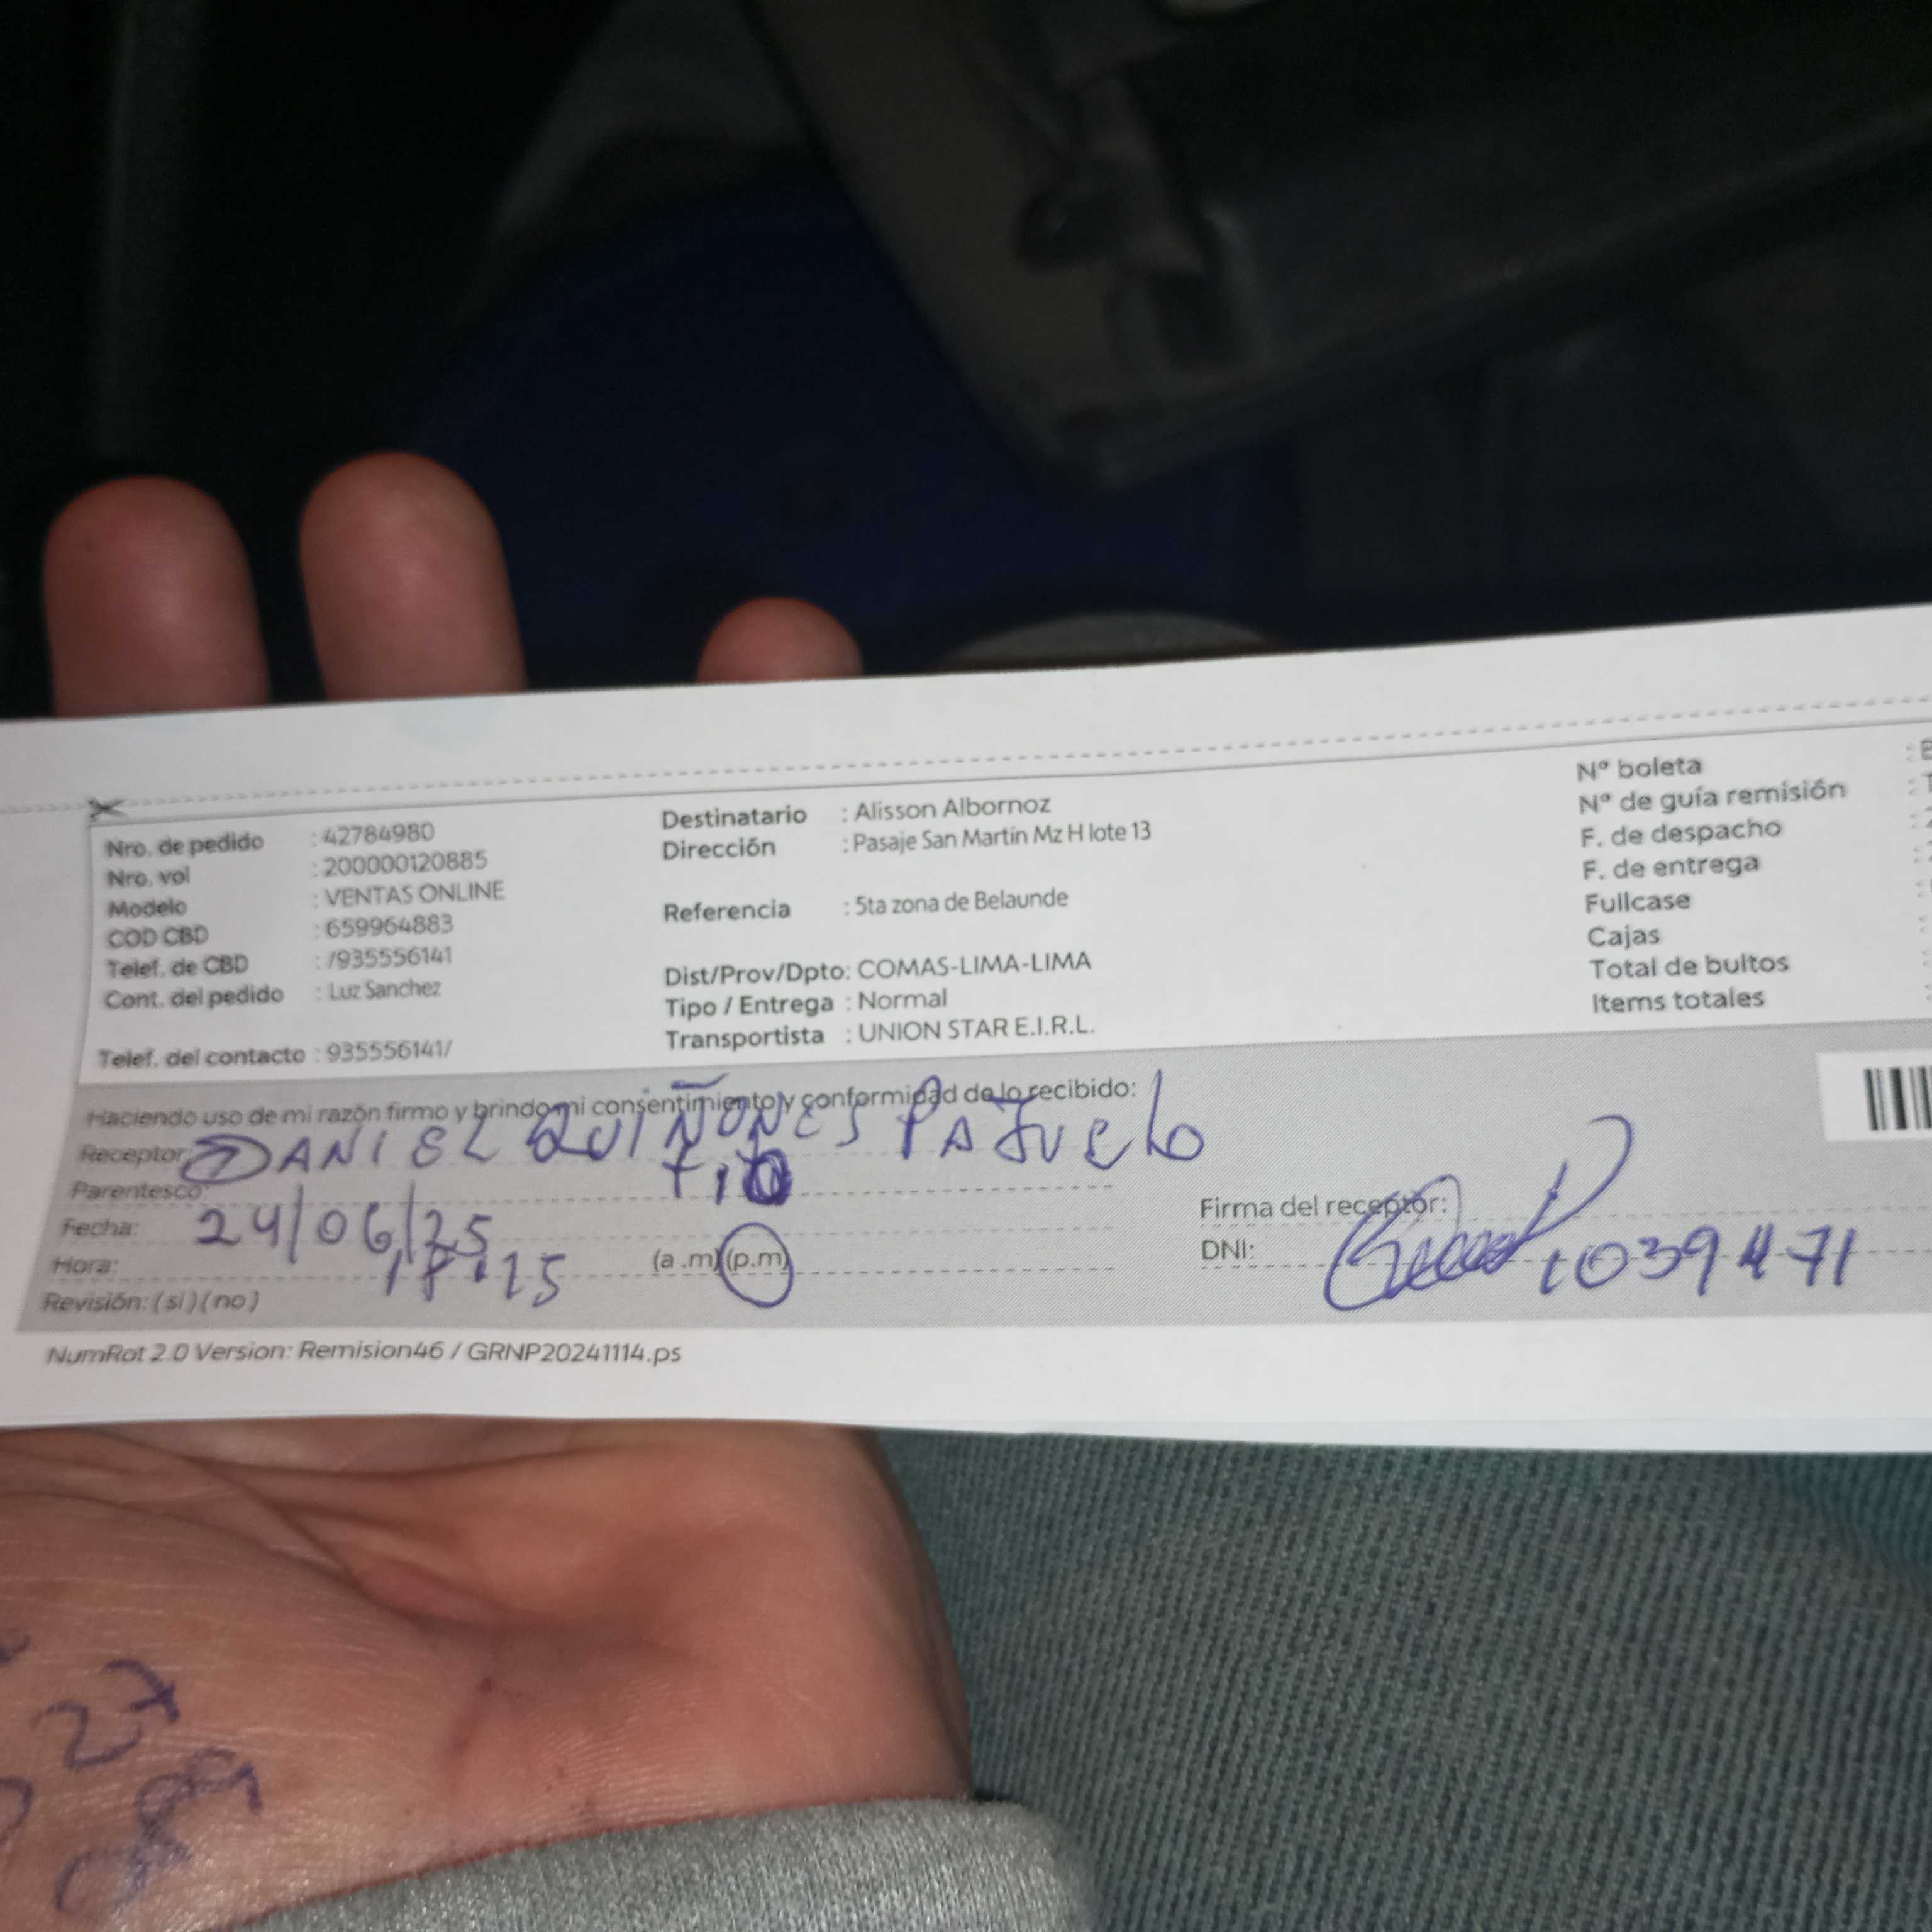 Nro. de pedido : 42784980
Nro. vol : 200000120885
Modelo : VENTAS ONLINE
COD CBD : 659964883
Telef. de CBD : /935556141
Cont. del pedido : Luz Sanchez
Telef. del contacto : 935556141/
Destinatario : Alisson Albornoz
Dirección : Pasaje San Martín Mz H lote 13
Referencia : 5ta zona de Belaunde
Dist/Prov/Dpto: COMAS-LIMA-LIMA
Tipo / Entrega : Normal
Transportista : UNION STAR E.I.R.L.
Nº boleta :
Nº de guía remisión :
F. de despacho :
F. de entrega :
Fullcase :
Cajas :
Total de bultos :
Items totales :
Haciendo uso de mi razón firmo y brindo mi consentimiento y conformidad de lo recibido:
Receptor: DANIEL QUIÑONES PAJUELO
Parentesco: TIO
Fecha: 24/06/25
Hora: (a .m) (p.m)
Revisión: (si) (no)
Firma del receptor:
DNI: 1039471
NumRot 2.0 Version: Remision46 / GRNP20241114.ps
27